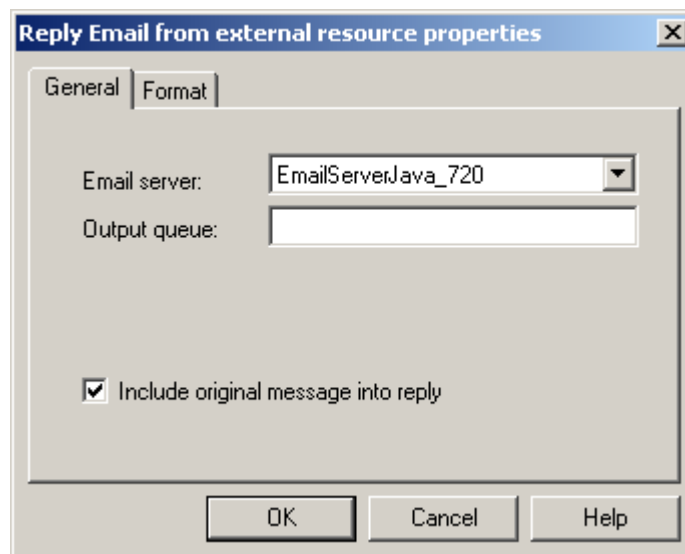 Reply Email from external resource properties
General Format
Email server: EmailServerJava_720
Output queue:
Include original message into reply
OK Cancel Help